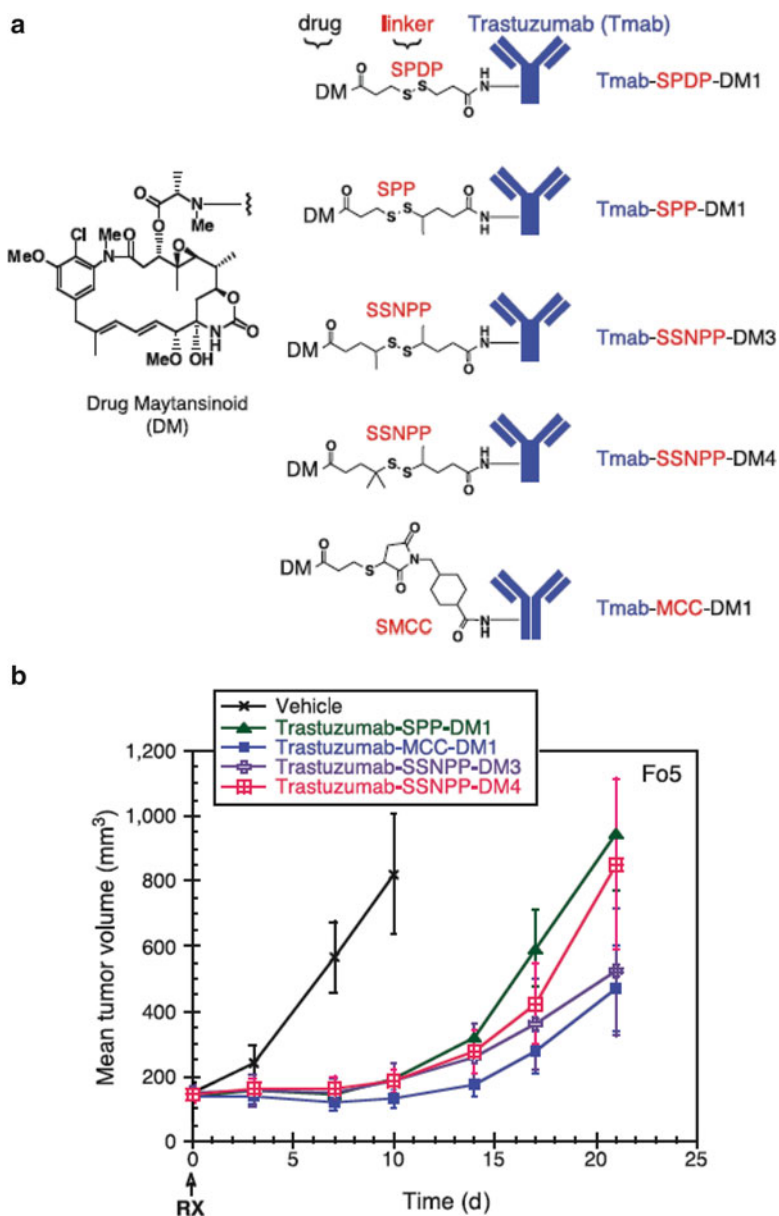 a
drug linker Trastuzumab (Tmab)
SPDP
DM O S S O N H Tmab-SPDP-DM1
SPP
DM O S S O N H Tmab-SPP-DM1
SSNPP
DM O S S O N H Tmab-SSNPP-DM3
SSNPP
DM O S S O N H Tmab-SSNPP-DM4
DM O S O N O
SMCC O N H Tmab-MCC-DM1
O N
O Me
Cl MeN O O
MeO
O
N H O
MeO OH
Drug Maytansinoid
(DM)
b
Vehicle
Trastuzumab-SPP-DM1
Trastuzumab-MCC-DM1
Trastuzumab-SSNPP-DM3
Trastuzumab-SSNPP-DM4
Fo5
Mean tumor volume (mm³)
1,200
1,000
800
600
400
200
0
0 5 10 15 20 25
RX
Time (d)